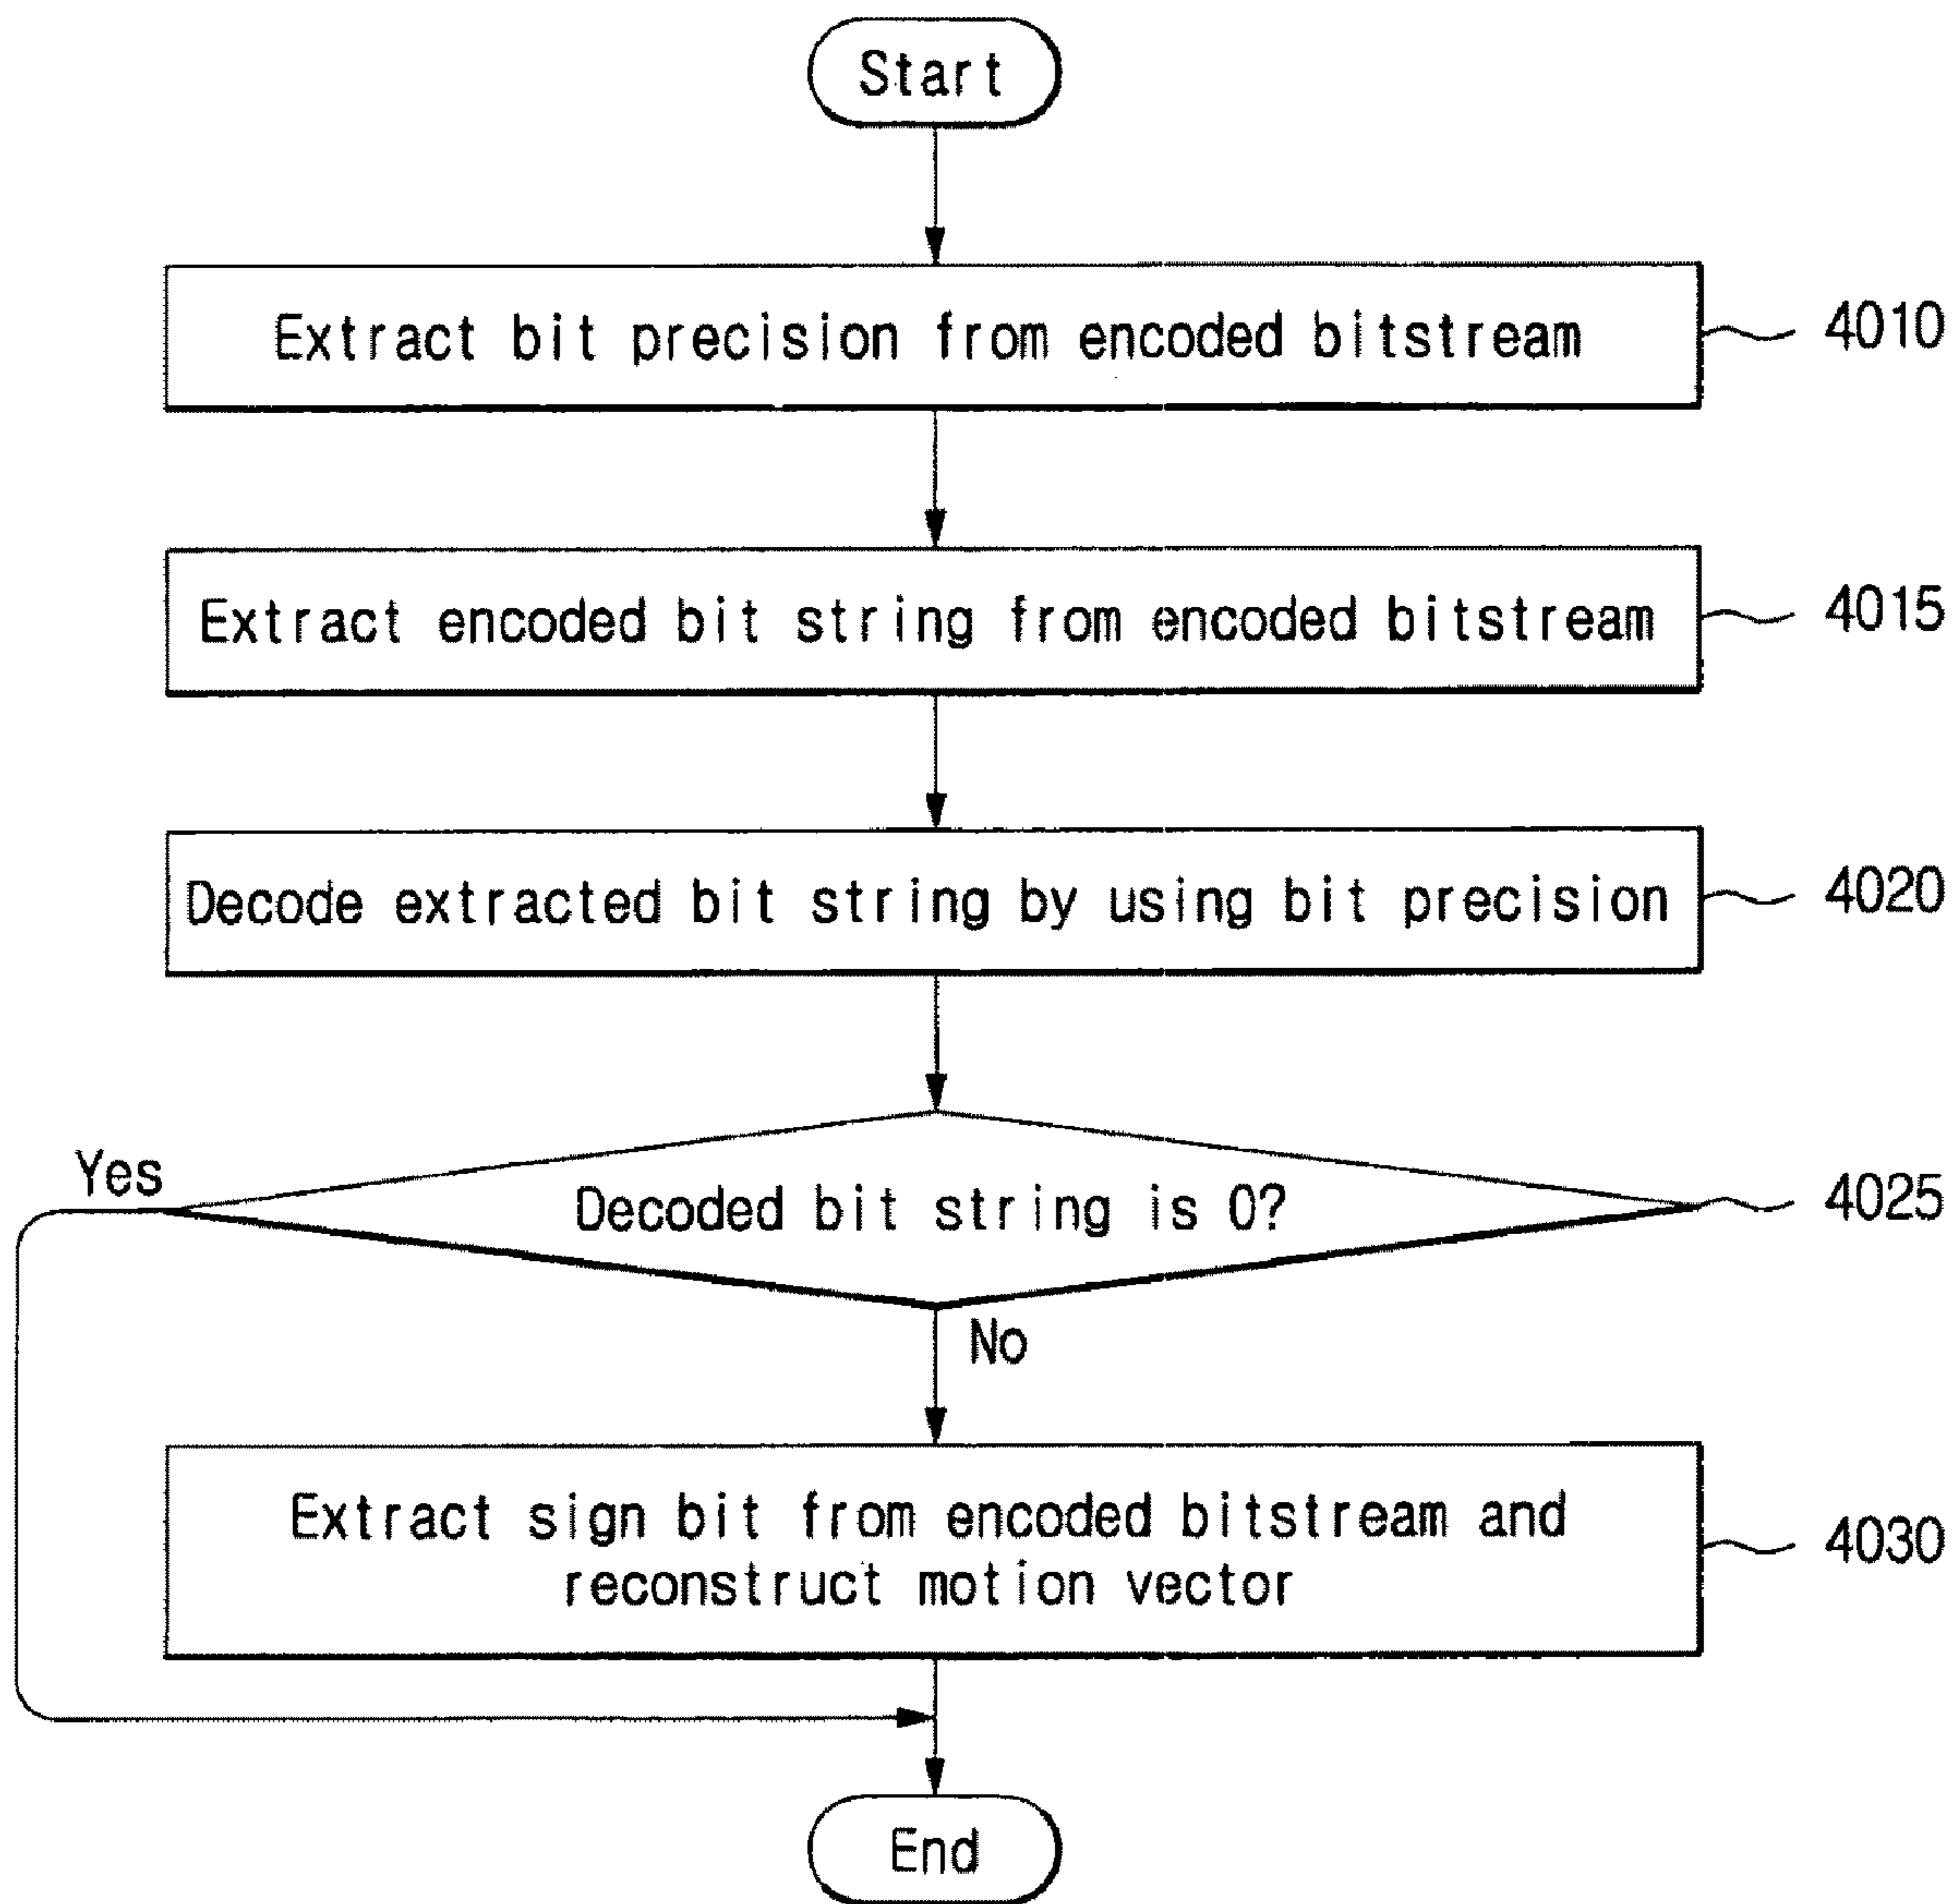 Start
Extract bit precision from encoded bitstream
4010
Extract encoded bit string from encoded bitstream
4015
Decode extracted bit string by using bit precision
4020
Yes
Decoded bit string is 0?
4025
No
Extract sign bit from encoded bitstream and
reconstruct motion vector
4030
End